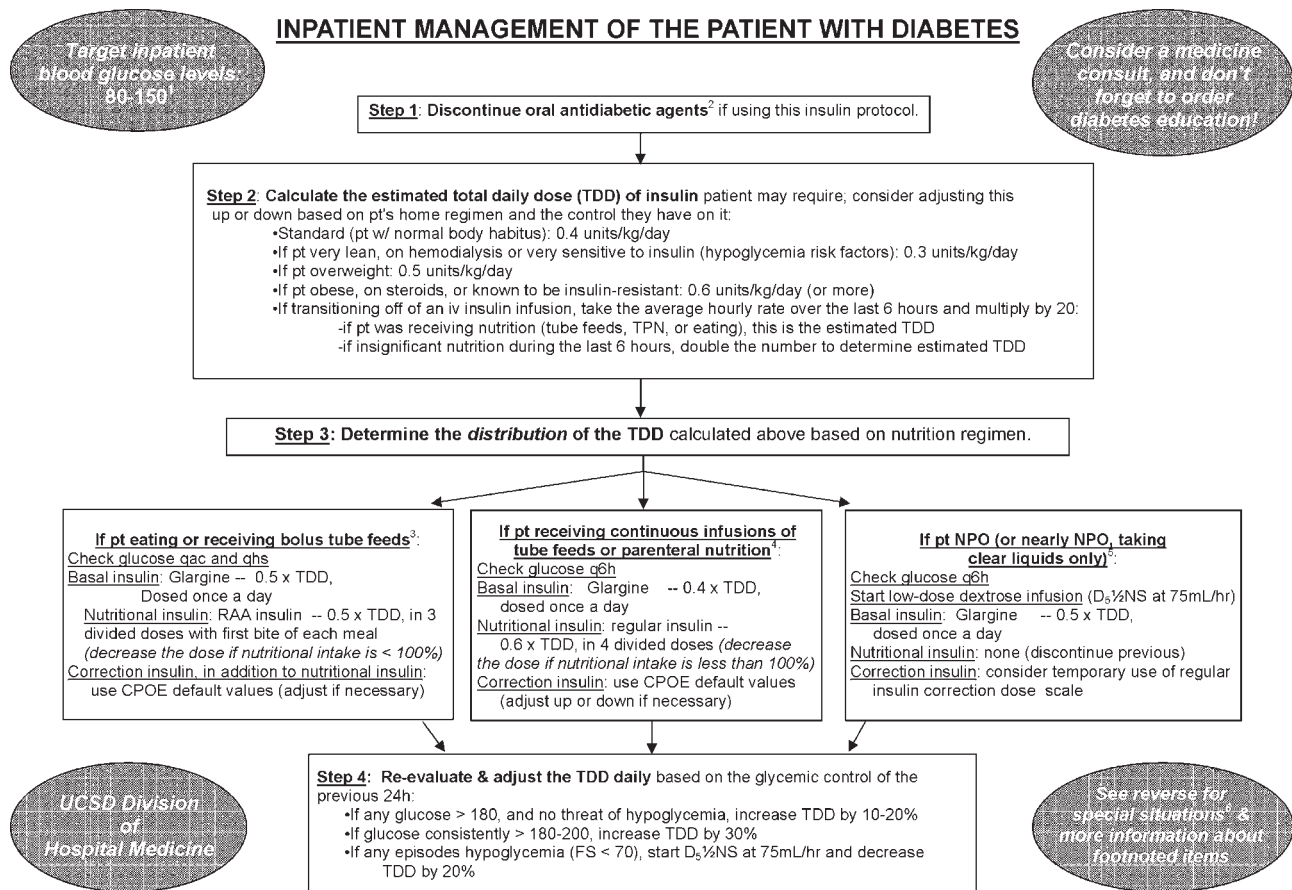 INPATIENT MANAGEMENT OF THE PATIENT WITH DIABETES
Target inpatient
blood glucose levels:
80-150¹
Consider a medicine
consult, and don't
forget to order
diabetes education!
Step 1: Discontinue oral antidiabetic agents² if using this insulin protocol.
Step 2: Calculate the estimated total daily dose (TDD) of insulin patient may require; consider adjusting this
up or down based on pt's home regimen and the control they have on it:
•Standard (pt w/ normal body habitus): 0.4 units/kg/day
•If pt very lean, on hemodialysis or very sensitive to insulin (hypoglycemia risk factors): 0.3 units/kg/day
•If pt overweight: 0.5 units/kg/day
•If pt obese, on steroids, or known to be insulin-resistant: 0.6 units/kg/day (or more)
•If transitioning off of an iv insulin infusion, take the average hourly rate over the last 6 hours and multiply by 20:
-if pt was receiving nutrition (tube feeds, TPN, or eating), this is the estimated TDD
-if insignificant nutrition during the last 6 hours, double the number to determine estimated TDD
Step 3: Determine the distribution of the TDD calculated above based on nutrition regimen.
If pt eating or receiving bolus tube feeds³:
Check glucose qac and qhs
Basal insulin: Glargine -- 0.5 x TDD,
Dosed once a day
Nutritional insulin: RAA insulin -- 0.5 x TDD, in 3
divided doses with first bite of each meal
(decrease the dose if nutritional intake is < 100%)
Correction insulin, in addition to nutritional insulin:
use CPOE default values (adjust if necessary)
If pt receiving continuous infusions of
tube feeds or parenteral nutrition⁴:
Check glucose q6h
Basal insulin: Glargine -- 0.4 x TDD,
dosed once a day
Nutritional insulin: regular insulin --
0.6 x TDD, in 4 divided doses (decrease
the dose if nutritional intake is less than 100%)
Correction insulin: use CPOE default values
(adjust up or down if necessary)
If pt NPO (or nearly NPO, taking
clear liquids only)⁵:
Check glucose q6h
Start low-dose dextrose infusion (D₅½NS at 75mL/hr)
Basal insulin: Glargine -- 0.5 x TDD,
dosed once a day
Nutritional insulin: none (discontinue previous)
Correction insulin: consider temporary use of regular
insulin correction dose scale
Step 4: Re-evaluate & adjust the TDD daily based on the glycemic control of the
previous 24h:
•If any glucose > 180, and no threat of hypoglycemia, increase TDD by 10-20%
•If glucose consistently > 180-200, increase TDD by 30%
•If any episodes hypoglycemia (FS < 70), start D₅½NS at 75mL/hr and decrease
TDD by 20%
UCSD Division
of
Hospital Medicine
See reverse for
special situations⁶ &
more information about
footnoted items